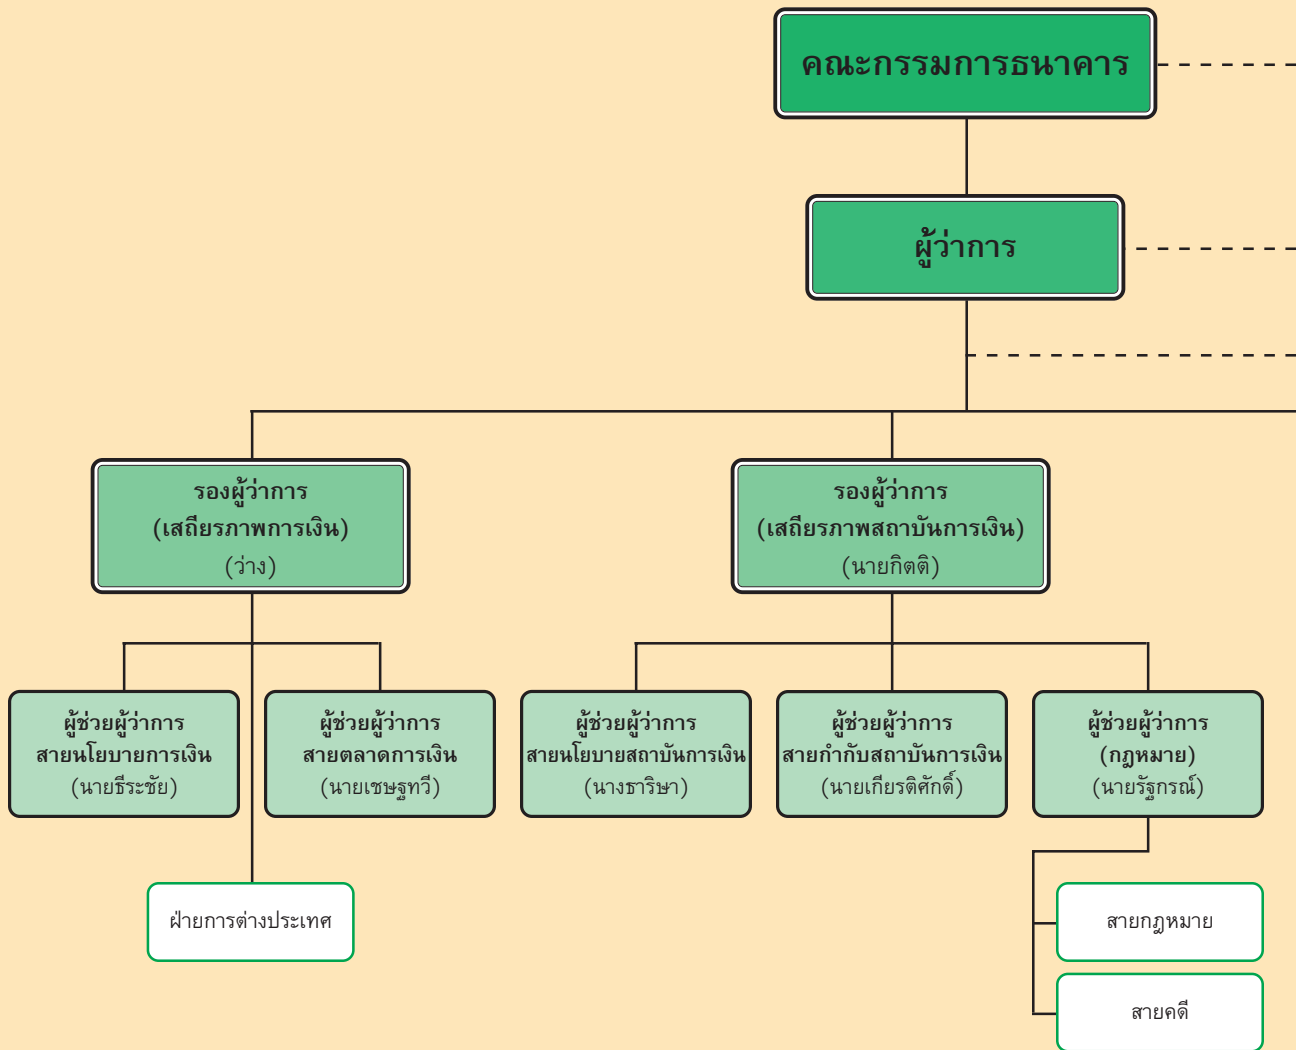 คณะกรรมการธนาคาร
ผู้ว่าการ
รองผู้ว่าการ
(เสถียรภาพการเงิน)
(ว่าง)
รองผู้ว่าการ
(เสถียรภาพสถาบันการเงิน)
(นายกิตติ)
ผู้ช่วยผู้ว่าการ
สายนโยบายการเงิน
(นายธีระชัย)
ผู้ช่วยผู้ว่าการ
สายตลาดการเงิน
(นายเชษฐทวี)
ผู้ช่วยผู้ว่าการ
สายนโยบายสถาบันการเงิน
(นางธาริษา)
ผู้ช่วยผู้ว่าการ
สายกำกับสถาบันการเงิน
(นายเกียรติศักดิ์)
ผู้ช่วยผู้ว่าการ
(กฎหมาย)
(นายรัฐกรณ์)
ฝ่ายการต่างประเทศ
สายกฎหมาย
สายคดี